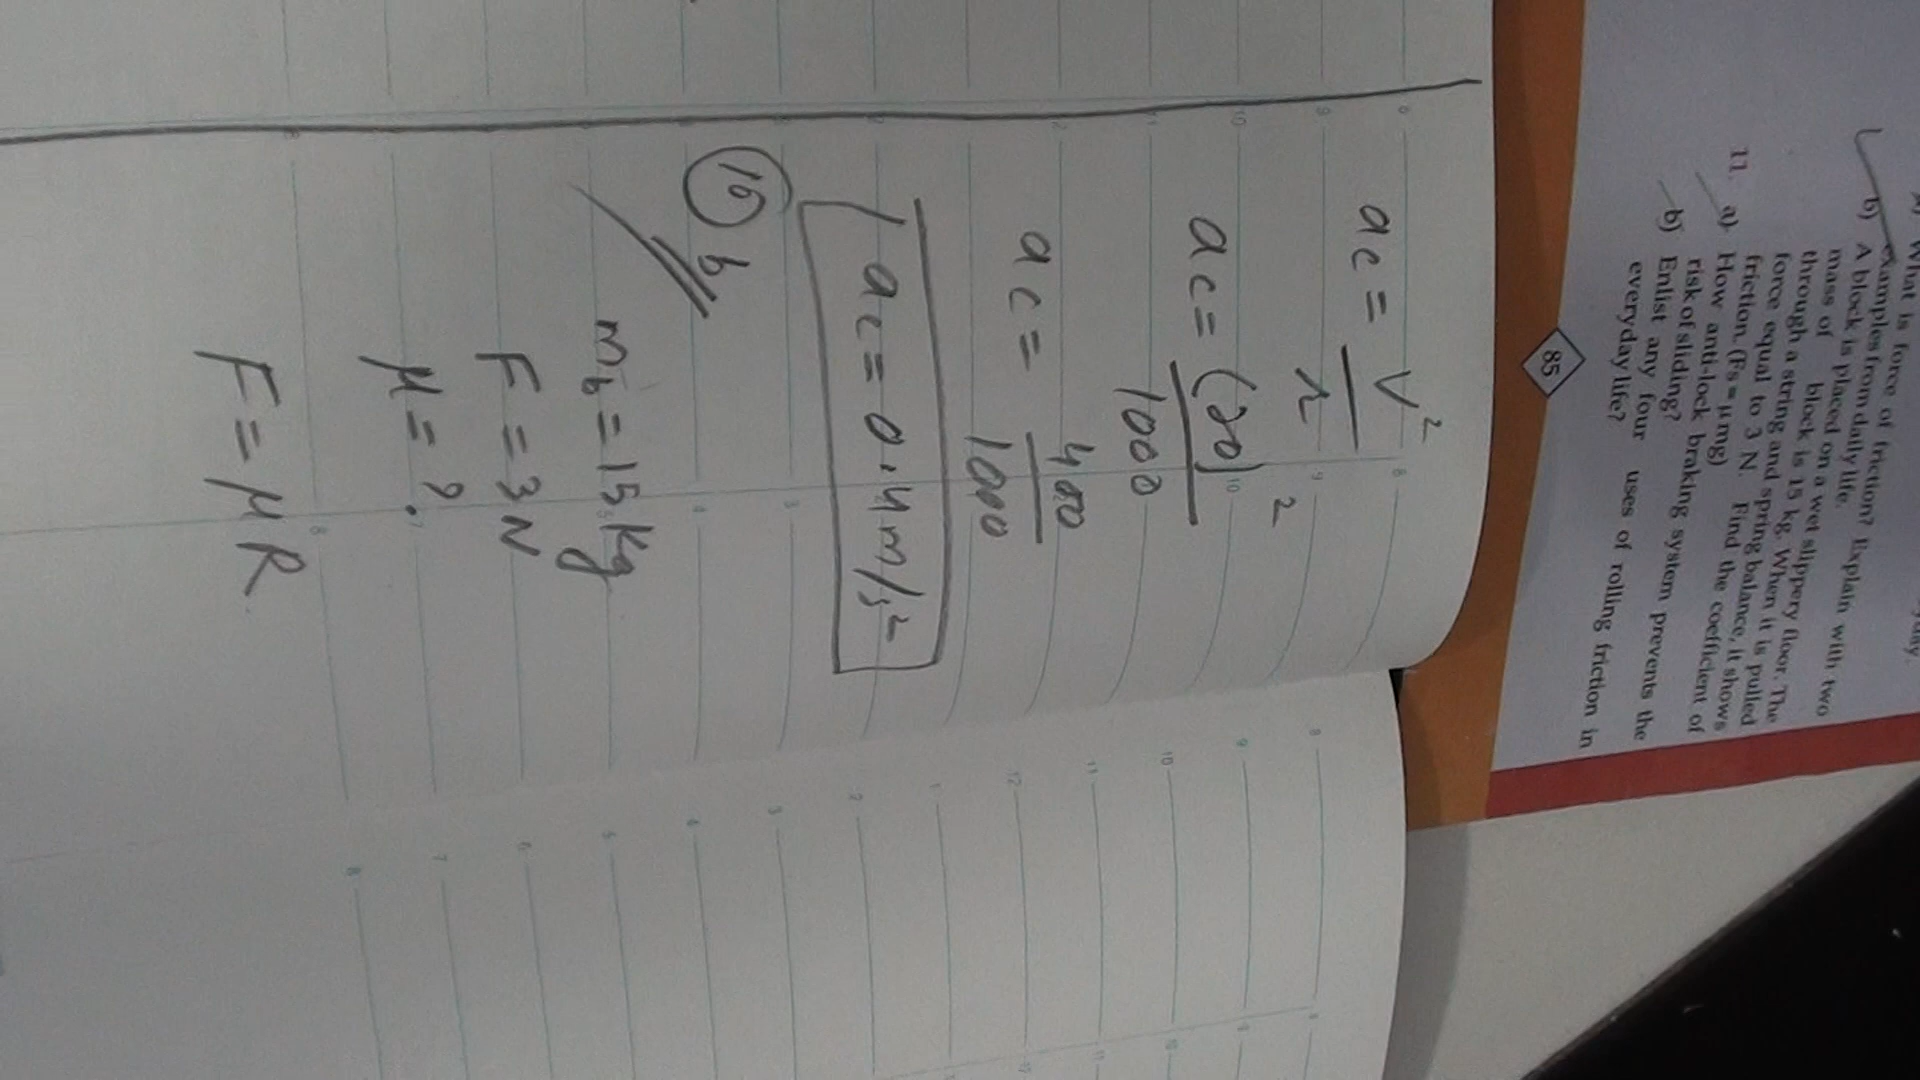 What is force of friction? Explain with two
examples from daily life.
b) A block is placed on a wet slippery floor. The
mass of block is 15 kg. When it is pulled
through a string and spring balance, it shows
force equal to 3 N. Find the coefficient of
friction. (Fs = μmg)
11. a) How anti-lock braking system prevents the
risk of sliding?
b) Enlist any four uses of rolling friction in
everyday life?
85
ac = V²/r
ac = (20)²/1000
ac = 400/1000
ac = 0.4 m/s²
10 b
mb = 15 kg
F = 3 N
μ = ?
F = μ R